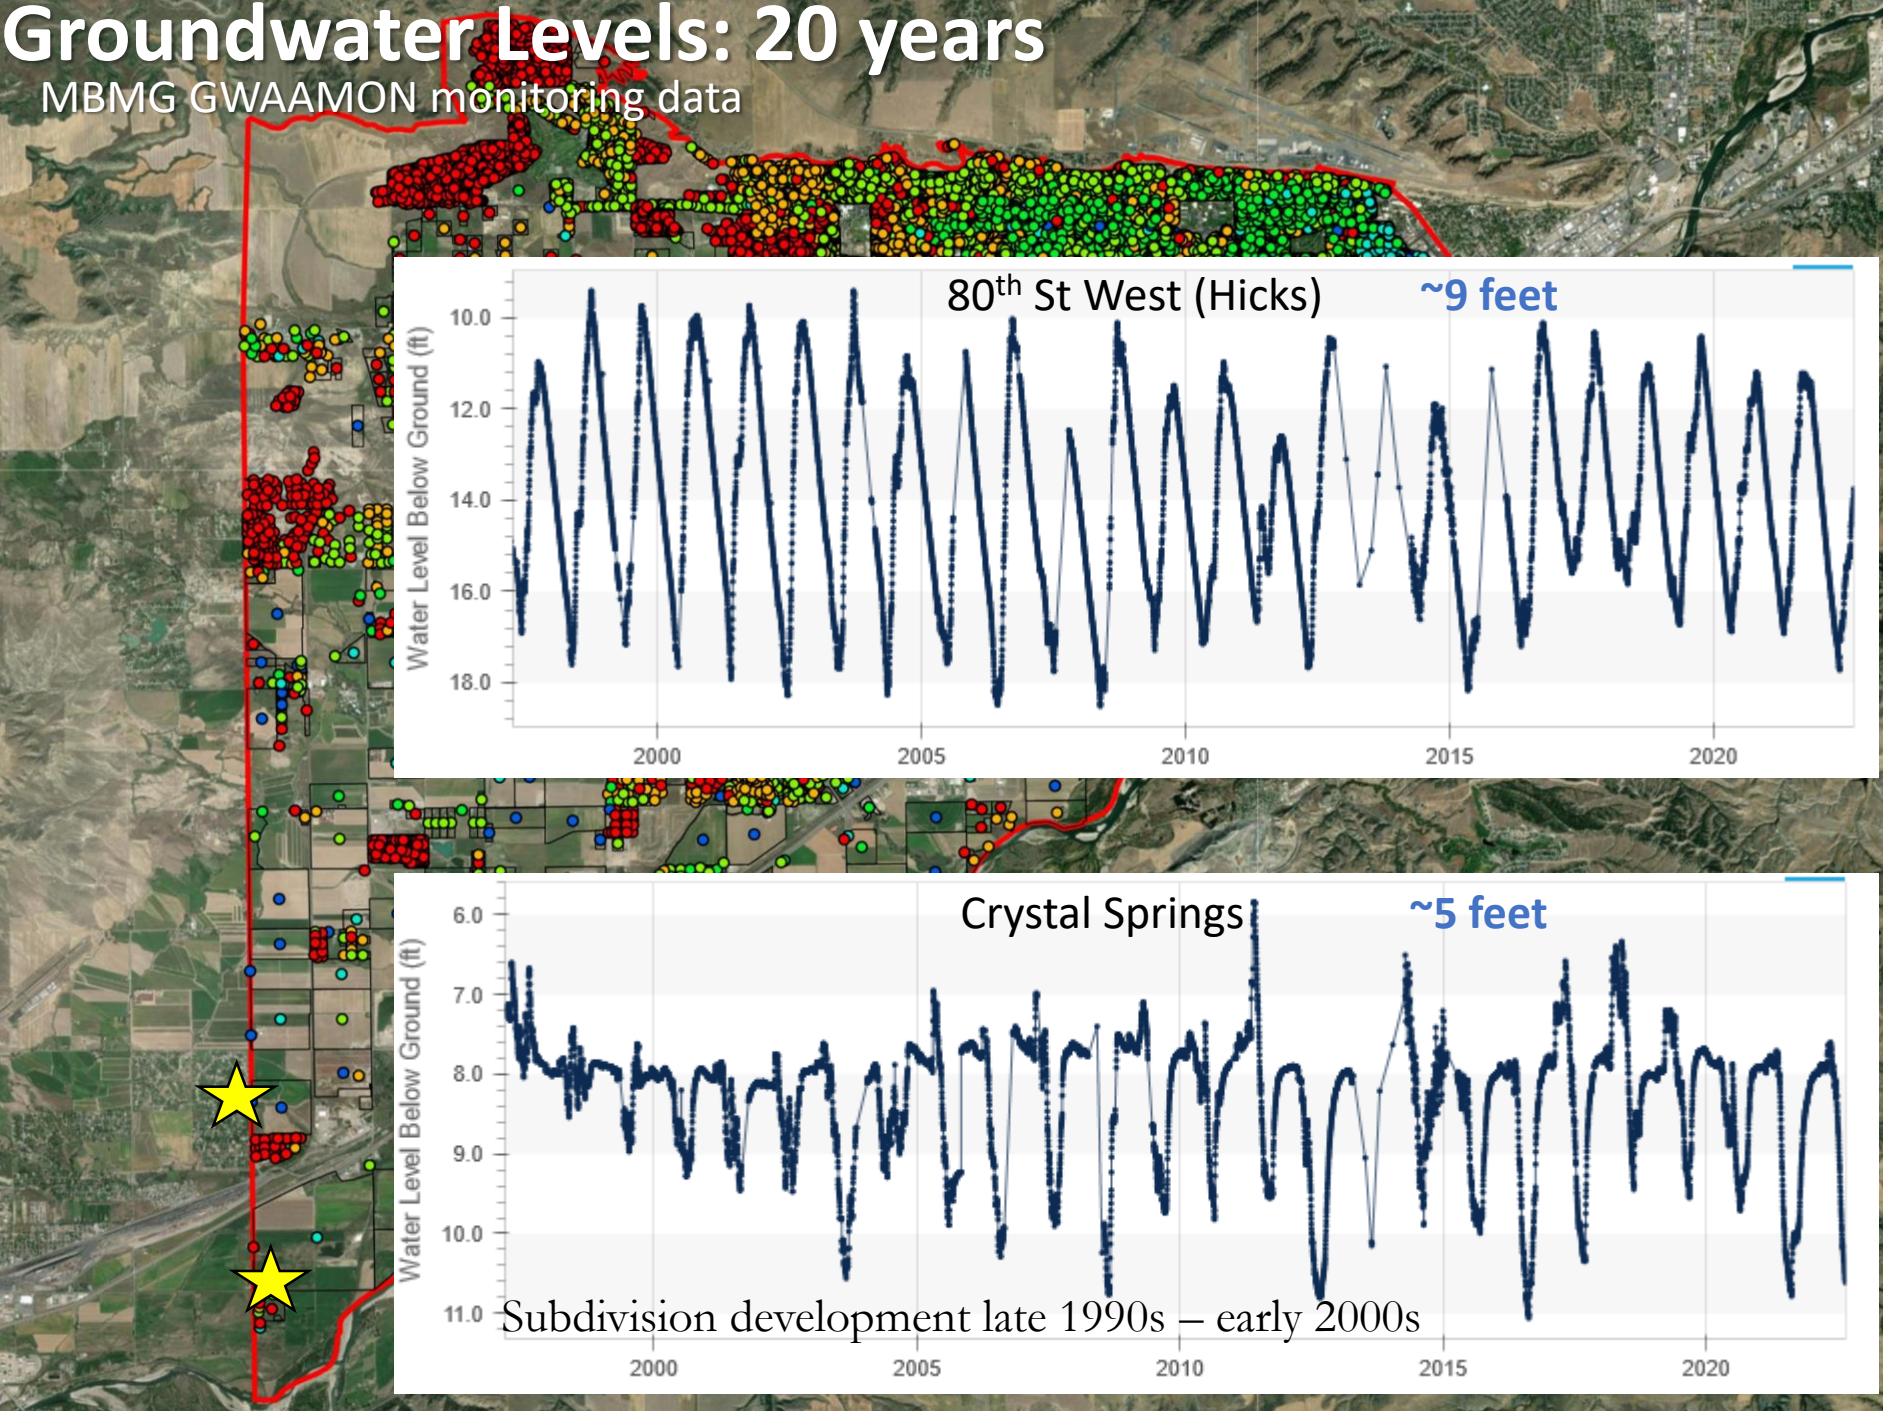 Groundwater Levels: 20 years
MBMG GWAAMON monitoring data
80th St West (Hicks)
~9 feet
Water Level Below Ground (ft)
10.0
12.0
14.0
16.0
18.0
2000
2005
2010
2015
2020
Crystal Springs
~5 feet
Water Level Below Ground (ft)
6.0
7.0
8.0
9.0
10.0
11.0
Subdivision development late 1990s – early 2000s
2000
2005
2010
2015
2020